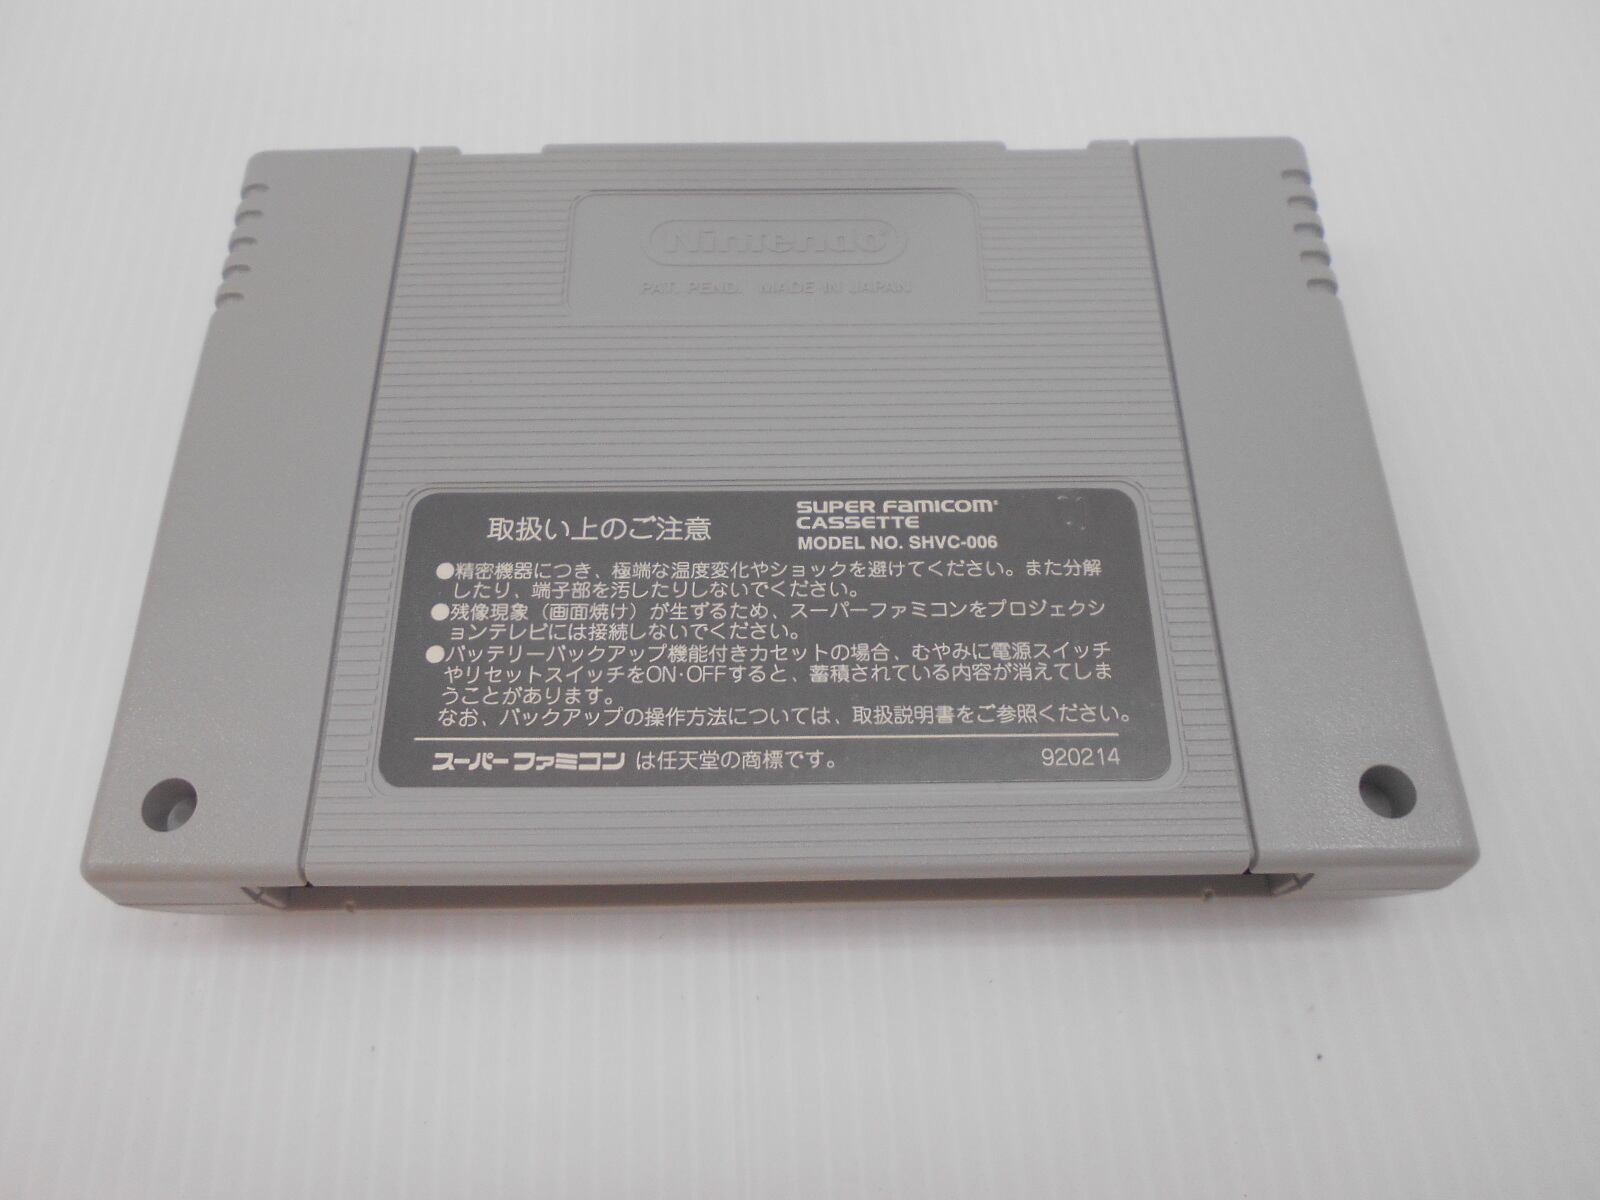 Nintendo
PAT. PEND. MADE IN JAPAN
取扱い上のご注意
SUPER FAMICOM
CASSETTE
MODEL NO. SHVC-006
●精密機器につき、極端な温度変化やショックを避けてください。また分解
したり、端子部を汚したりしないでください。
●残像現象（画面焼け）が生ずるため、スーパーファミコンをプロジェクシ
ョンテレビには接続しないでください。
●バッテリーバックアップ機能付きカセットの場合、むやみに電源スイッチ
やリセットスイッチをON・OFFすると、蓄積されている内容が消えてしま
うことがあります。
なお、バックアップの操作方法については、取扱説明書をご参照ください。
スーパーファミコン は任天堂の商標です。
920214